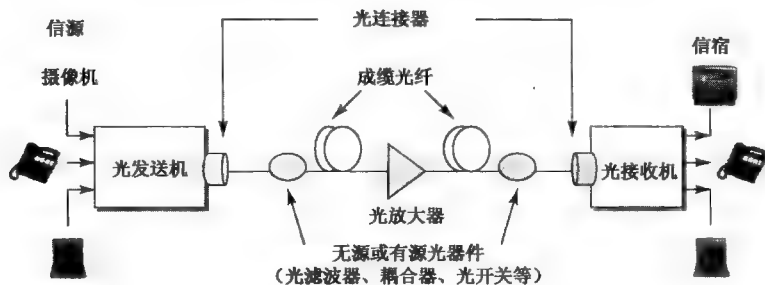 光连接器
信源
信宿
摄像机
成缆光纤
光发送机
光接收机
光放大器
无源或有源光器件
（光滤波器、耦合器、光开关等）